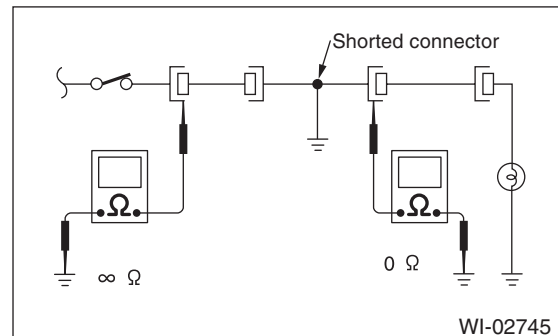 Shorted connector
Ω
Ω
∞ Ω
0 Ω
WI-02745